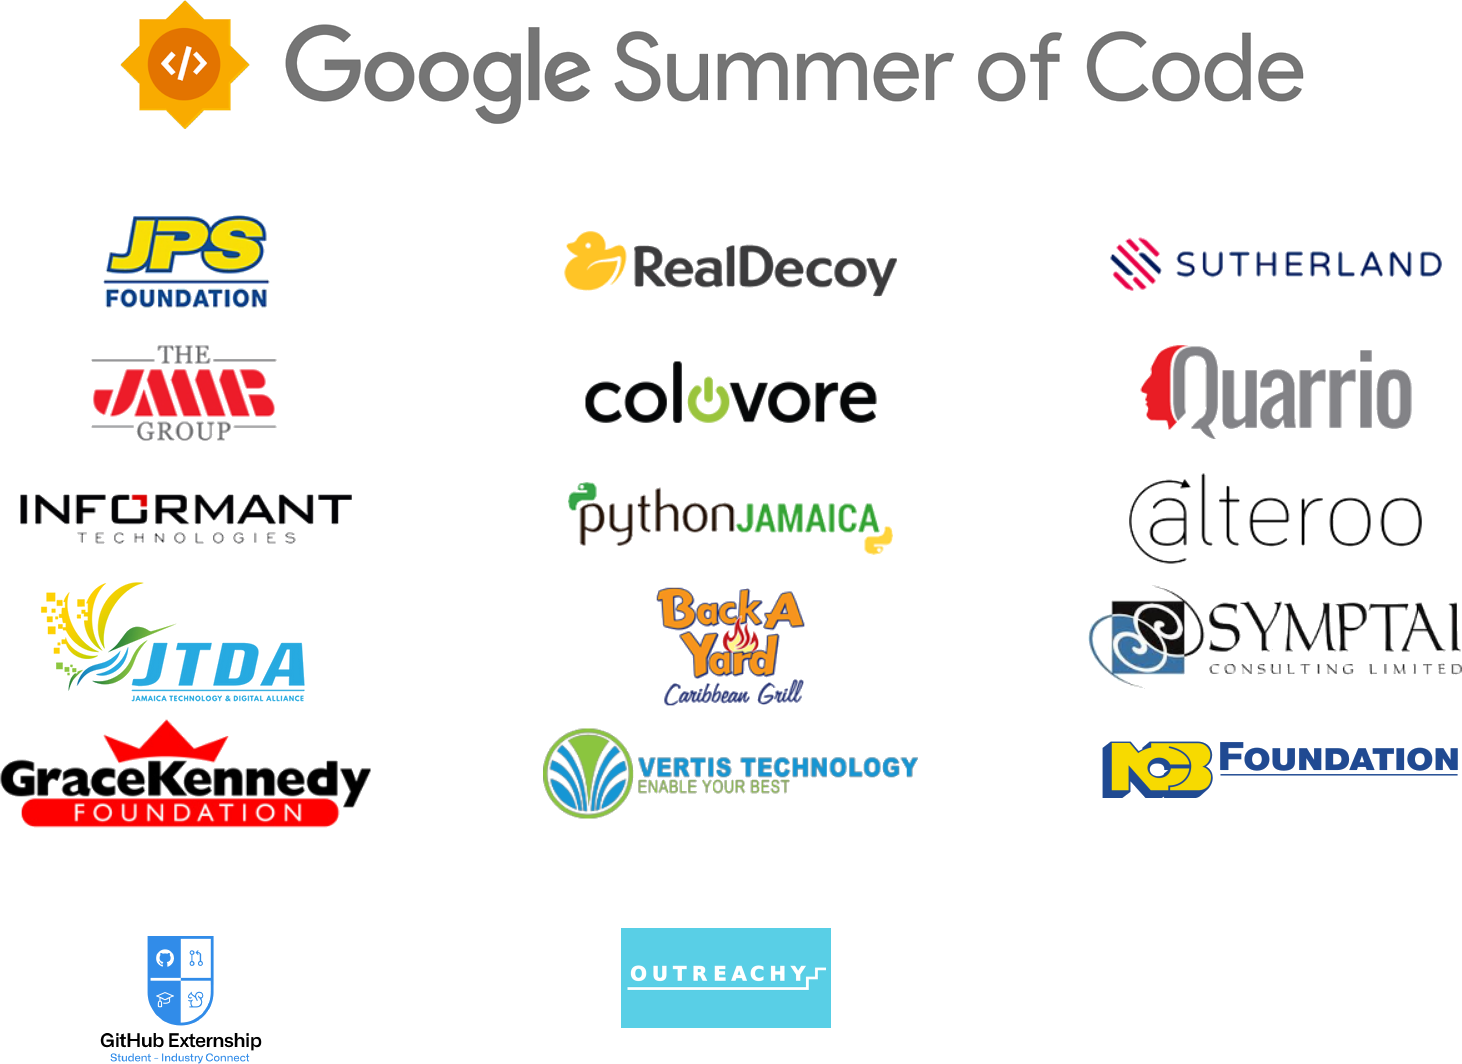 Google Summer of Code
JPS
FOUNDATION
RealDecoy
SUTHERLAND
THE
JMMB
GROUP
colovore
Quarrio
INFORMANT
TECHNOLOGIES
pythonJAMAICA
alteroo
JTDA
JAMAICA TECHNOLOGY & DIGITAL ALLIANCE
Back A
Yard
Caribbean Grill
SYMPTAI
CONSULTING LIMITED
GraceKennedy
FOUNDATION
VERTIS TECHNOLOGY
ENABLE YOUR BEST
NCB FOUNDATION
GitHub Externship
Student - Industry Connect
OUTREACHY